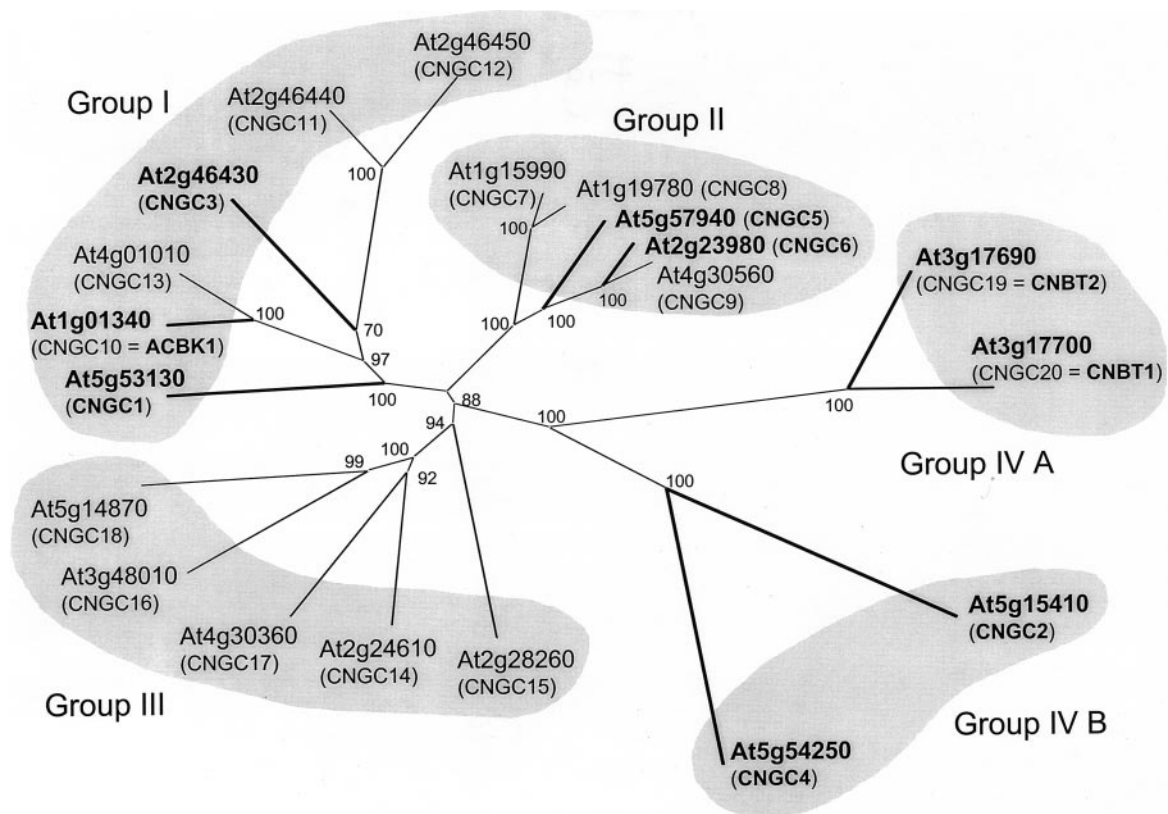 At2g46450
(CNGC12)
Group I
At2g46440
(CNGC11)
Group II
At2g46430
(CNGC3)
100
At1g15990
(CNGC7)
At1g19780 (CNGC8)
At5g57940 (CNGC5)
100
At2g23980 (CNGC6)
At4g30560
(CNGC9)
100
At4g01010
(CNGC13)
At3g17690
(CNGC19 = CNBT2)
At1g01340
(CNGC10 = ACBK1)
100
70
100
100
97
At3g17700
(CNGC20 = CNBT1)
At5g53130
(CNGC1)
100
88
100
100
94
Group IV A
100
99
92
100
At5g14870
(CNGC18)
At3g48010
(CNGC16)
At4g30360
(CNGC17)
At2g24610
(CNGC14)
At2g28260
(CNGC15)
At5g15410
(CNGC2)
Group III
Group IV B
At5g54250
(CNGC4)